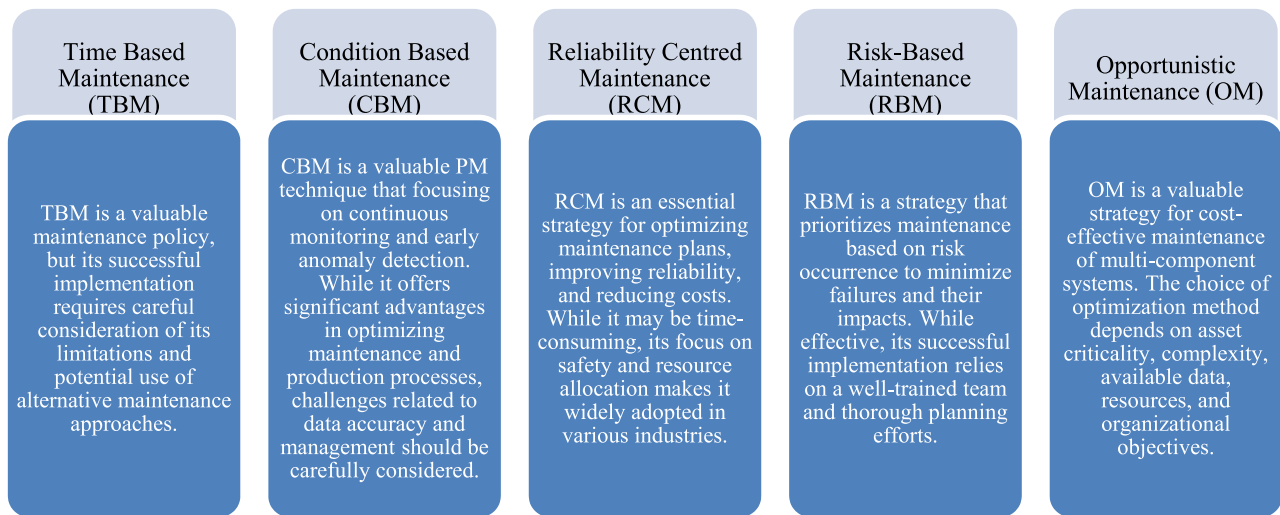 Time Based
Maintenance
(TBM)
TBM is a valuable
maintenance policy,
but its successful
implementation
requires careful
consideration of its
limitations and
potential use of
alternative maintenance
approaches.
Condition Based
Maintenance
(CBM)
CBM is a valuable PM
technique that focusing
on continuous
monitoring and early
anomaly detection.
While it offers
significant advantages
in optimizing
maintenance and
production processes,
challenges related to
data accuracy and
management should be
carefully considered.
Reliability Centred
Maintenance
(RCM)
RCM is an essential
strategy for optimizing
maintenance plans,
improving reliability,
and reducing costs.
While it may be time-
consuming, its focus on
safety and resource
allocation makes it
widely adopted in
various industries.
Risk-Based
Maintenance
(RBM)
RBM is a strategy that
prioritizes maintenance
based on risk
occurrence to minimize
failures and their
impacts. While
effective, its successful
implementation relies
on a well-trained team
and thorough planning
efforts.
Opportunistic
Maintenance (OM)
OM is a valuable
strategy for cost-
effective maintenance
of multi-component
systems. The choice of
optimization method
depends on asset
criticality, complexity,
available data,
resources, and
organizational
objectives.